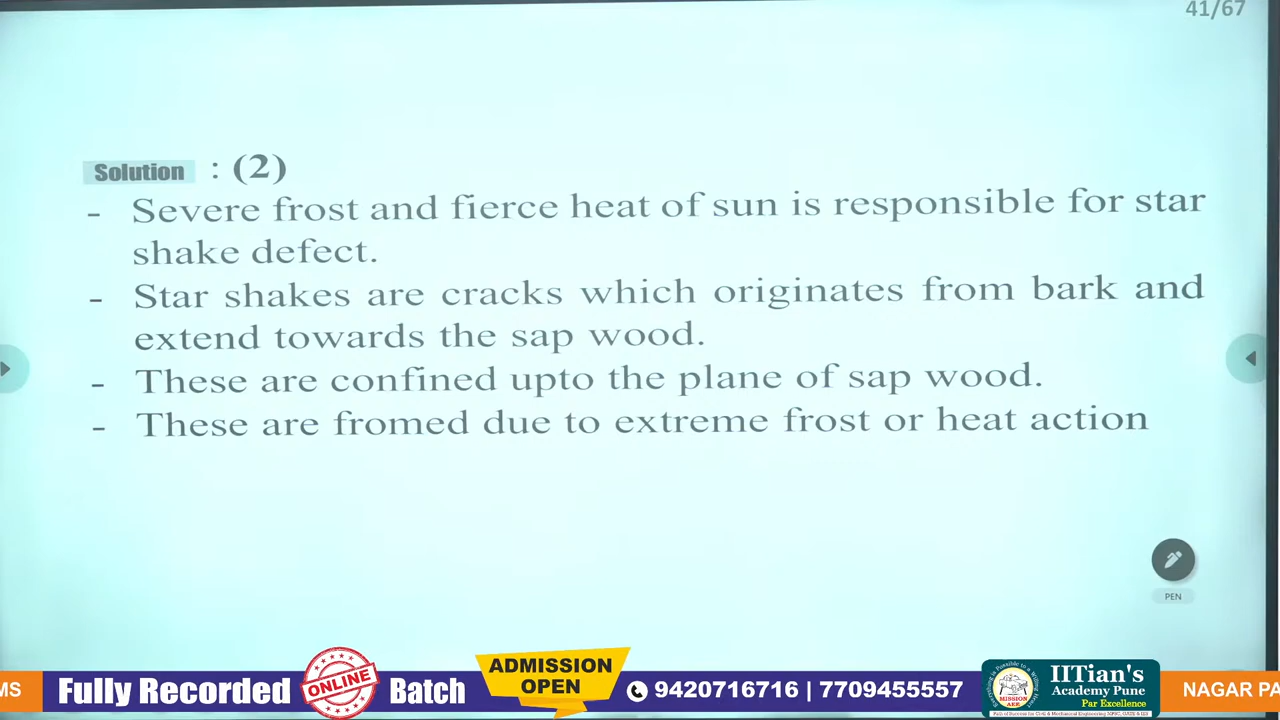 41/67
Solution : (2)
- Severe frost and fierce heat of sun is responsible for star
shake defect.
- Star shakes are cracks which originates from bark and
extend towards the sap wood.
- These are confined upto the plane of sap wood.
- These are fromed due to extreme frost or heat action
PEN
MS
Fully Recorded ONLINE Batch
ADMISSION
OPEN
9420716716 | 7709455557
MISSION
AEE
IITian's
Academy Pune
Par Excellence
NAGAR PA